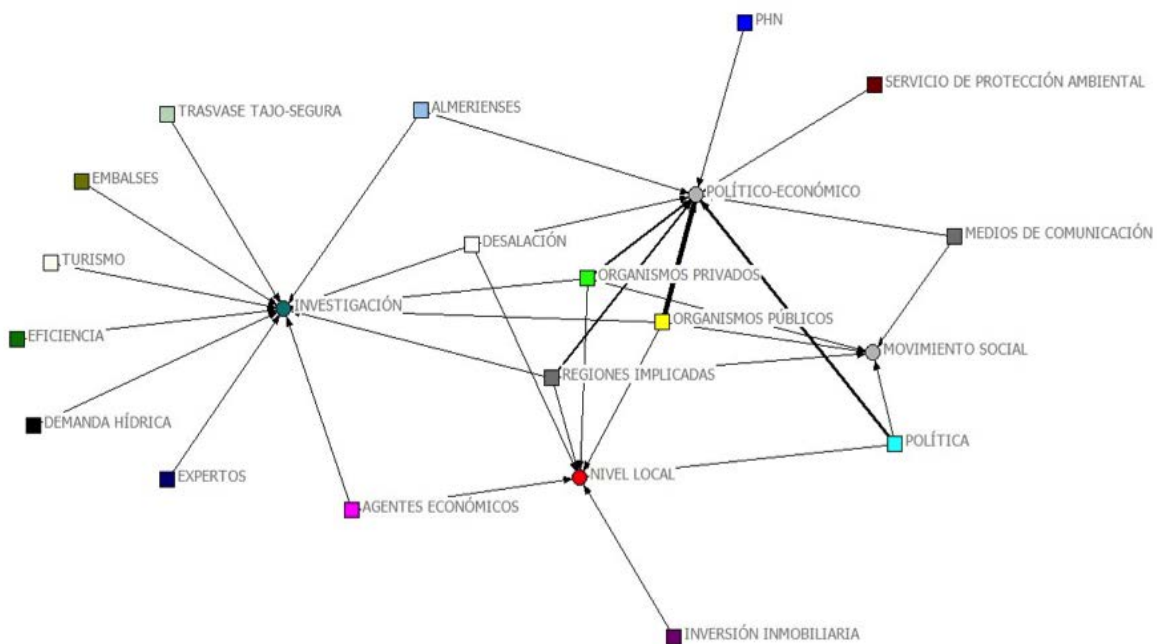 PHN
SERVICIO DE PROTECCIÓN AMBIENTAL
TRASVASE TAJO-SEGURA
ALMERIENSES
EMBALSES
POLÍTICO-ECONÓMICO
MEDIOS DE COMUNICACIÓN
DESALACIÓN
TURISMO
ORGANISMOS PRIVADOS
INVESTIGACIÓN
ORGANISMOS PÚBLICOS
EFICIENCIA
MOVIMIENTO SOCIAL
REGIONES IMPLICADAS
DEMANDA HÍDRICA
POLÍTICA
EXPERTOS
NIVEL LOCAL
AGENTES ECONÓMICOS
INVERSIÓN INMOBILIARIA